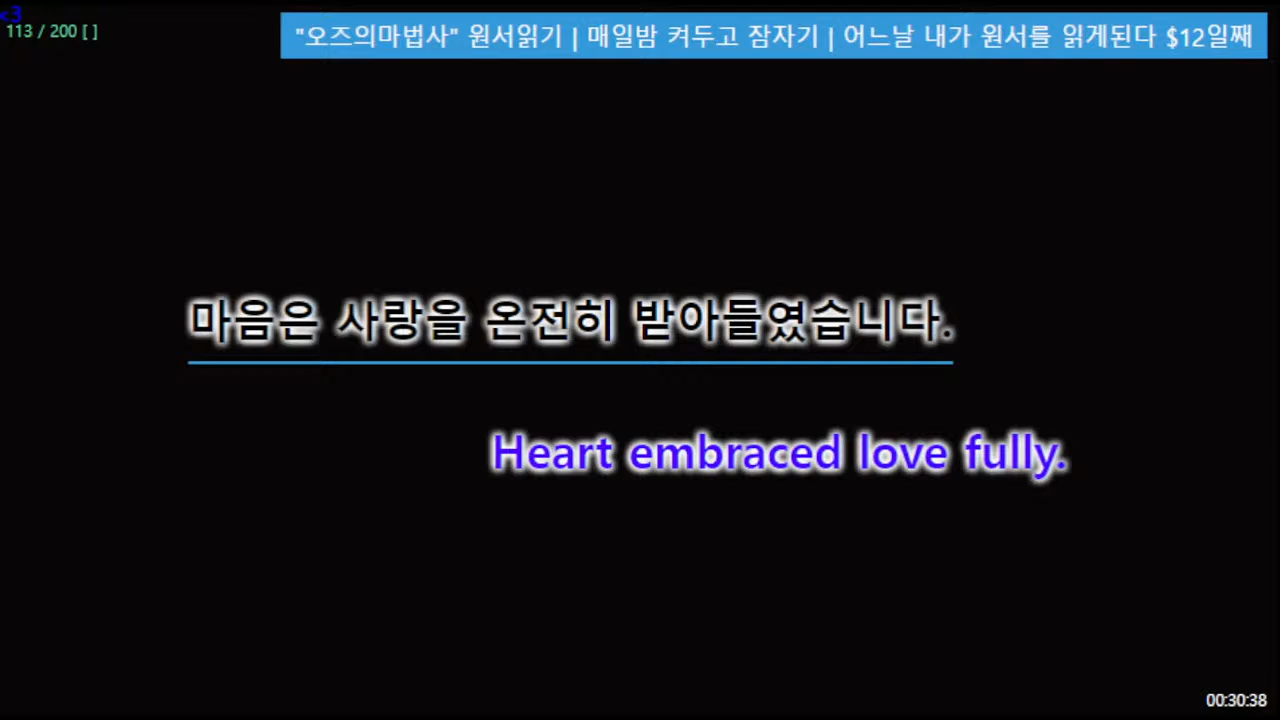 <3
113 / 200 [ ]
"오즈의마법사" 원서읽기 | 매일밤 켜두고 잠자기 | 어느날 내가 원서를 읽게된다 $12일째
마음은 사랑을 온전히 받아들였습니다.
Heart embraced love fully.
00:30:38